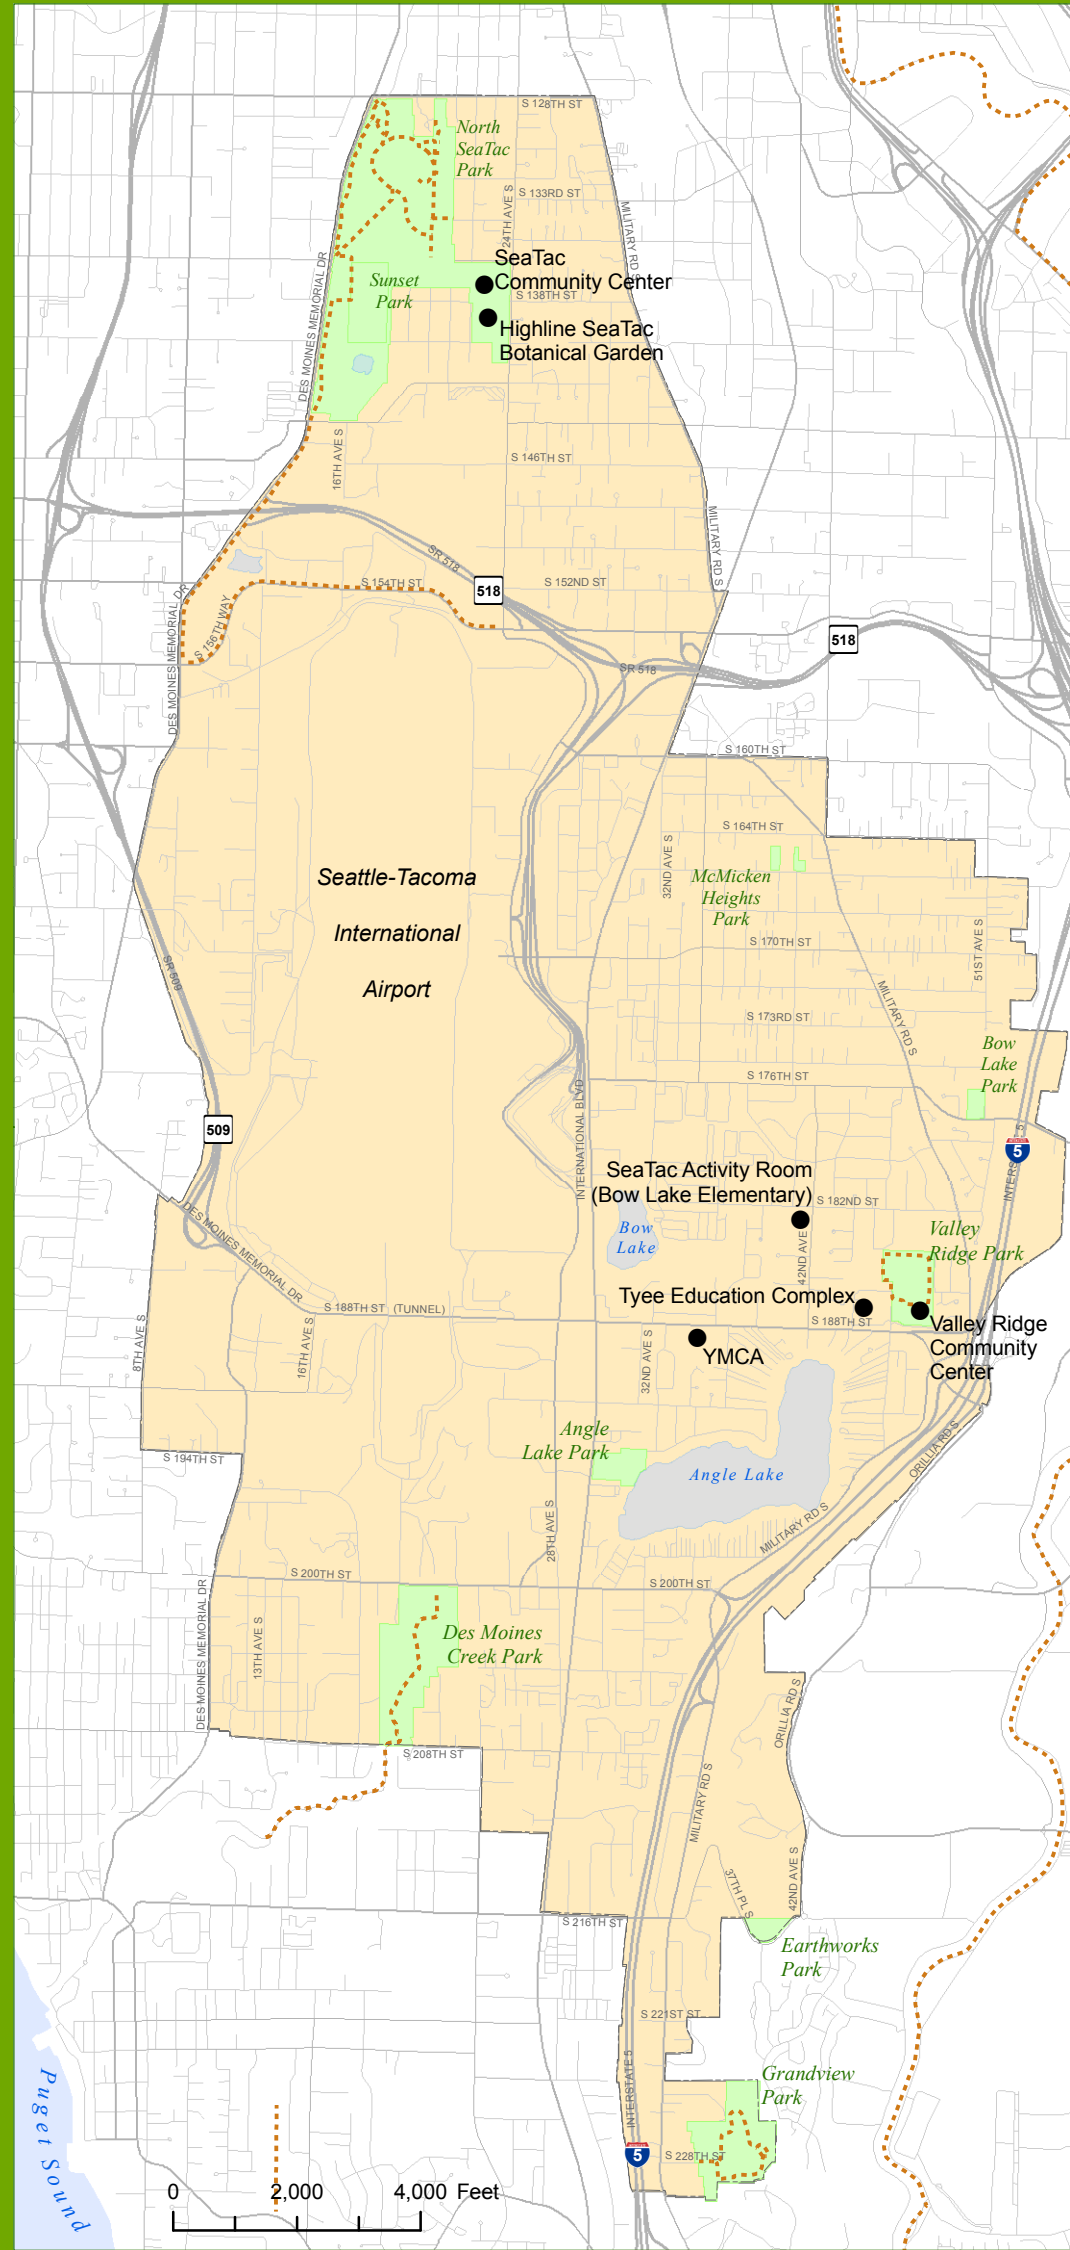 S 128TH ST
North
SeaTac
Park
24TH AVE S
S 133RD ST
MILITARY RD S
SeaTac
Community Center
DES MOINES MEMORIAL DR
Sunset
Park
S 138TH ST
Highline SeaTac
Botanical Garden
16TH AVE S
S 146TH ST
MILITARY RD S
SR 518
S 154TH ST
518
S 152ND ST
DES MOINES MEMORIAL DR
S 156TH WAY
518
SR 518
S 160TH ST
S 164TH ST
32ND AVE S
McMicken
Heights
Park
Seattle-Tacoma
International
Airport
S 170TH ST
51ST AVE S
SR 509
MILITARY RD S
S 173RD ST
Bow
Lake
Park
S 176TH ST
INTERNATIONAL BLVD
509
5
INTERS
5
SeaTac Activity Room
(Bow Lake Elementary)
S 182ND ST
DES MOINES MEMORIAL DR
Bow
Lake
42ND AVE
Valley
Ridge Park
Tyee Education Complex
S 188TH ST (TUNNEL)
S 188TH ST
Valley Ridge
Community
Center
8TH AVE S
16TH AVE S
32ND AVE S
YMCA
Angle
Lake Park
ORILLIA RD S
S 194TH ST
Angle Lake
28TH AVE S
MILITARY RD S
S 200TH ST
S 200TH ST
DES MOINES MEMORIAL DR
13TH AVE S
Des Moines
Creek Park
ORILLIA RD S
S 208TH ST
MILITARY RD S
37TH PL S
42ND AVE S
S 216TH ST
Earthworks
Park
S 221ST ST
INTERSTATE 5
Grandview
Park
Puget Sound
5
S 228TH ST
0 2,000 4,000 Feet